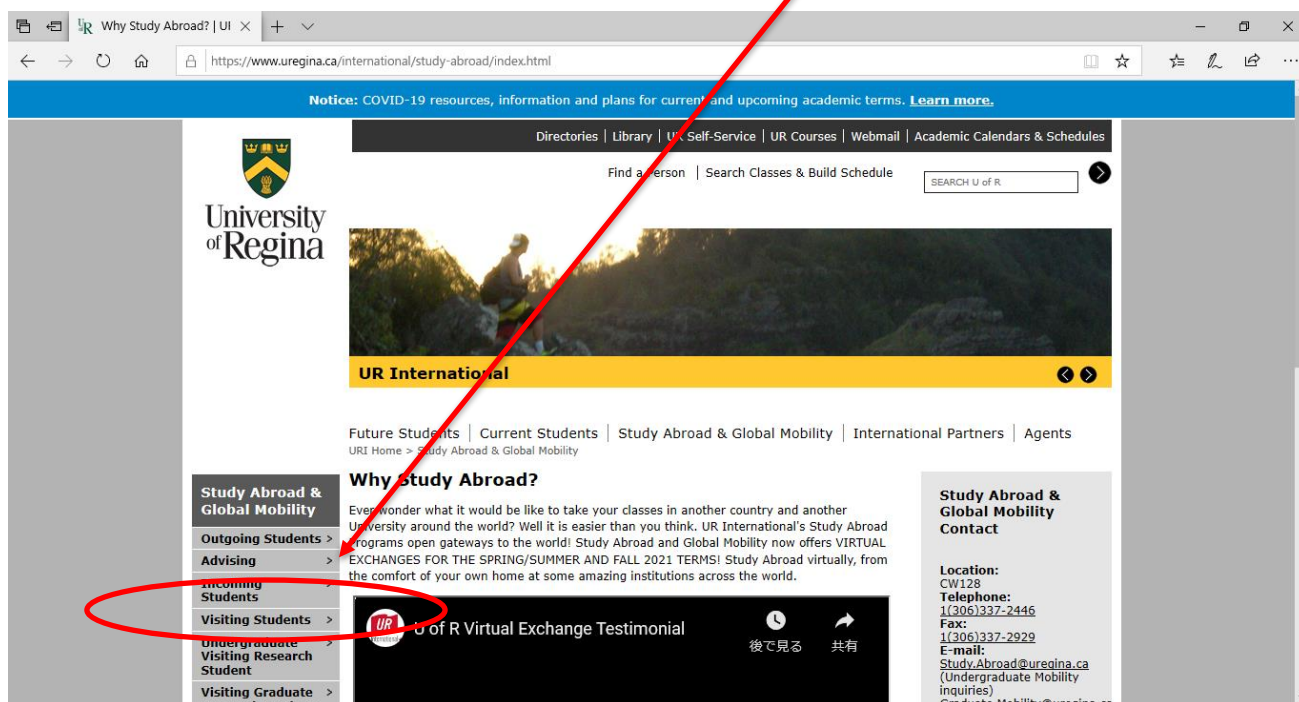 Why Study Abroad? | UI
https://www.uregina.ca/international/study-abroad/index.html
Notice: COVID-19 resources, information and plans for current and upcoming academic terms. Learn more.
Directories | Library | UR Self-Service | UR Courses | Webmail | Academic Calendars & Schedules
Find a Person | Search Classes & Build Schedule
SEARCH U of R
University
of Regina
UR International
Future Students | Current Students | Study Abroad & Global Mobility | International Partners | Agents
URI Home > Study Abroad & Global Mobility
Study Abroad &
Global Mobility
Outgoing Students >
Advising >
Incoming >
Students
Visiting Students >
Undergraduate >
Visiting Research
Student
Visiting Graduate >
Why Study Abroad?
Ever wonder what it would be like to take your classes in another country and another
University around the world? Well it is easier than you think. UR International's Study Abroad
Programs open gateways to the world! Study Abroad and Global Mobility now offers VIRTUAL
EXCHANGES FOR THE SPRING/SUMMER AND FALL 2021 TERMS! Study Abroad virtually, from
the comfort of your own home at some amazing institutions across the world.
UR
U of R Virtual Exchange Testimonial
後で見る
共有
Study Abroad &
Global Mobility
Contact
Location:
CW128
Telephone:
1(306)337-2446
Fax:
1(306)337-2929
E-mail:
Study.Abroad@uregina.ca
(Undergraduate Mobility
inquiries)